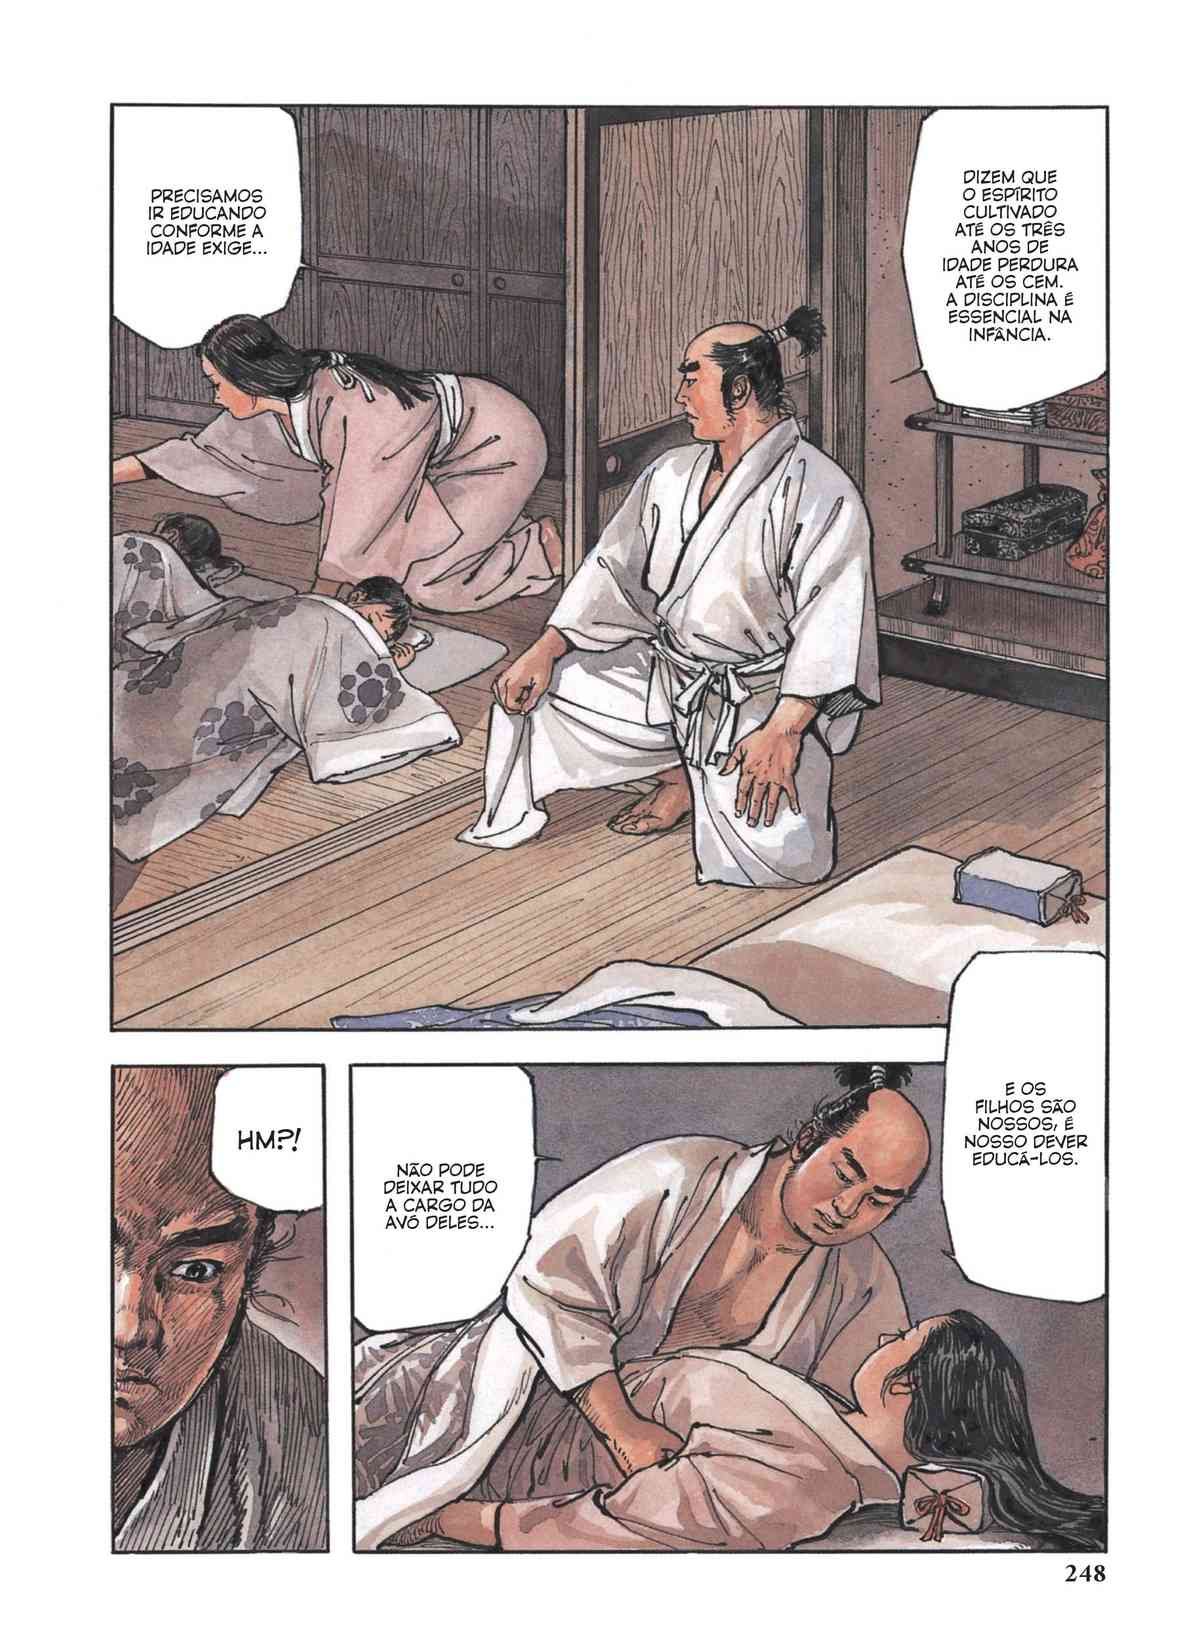 PRECISAMOS
IR EDUCANDO
CONFORME A
IDADE EXIGE...
DIZEM QUE
O ESPÍRITO
CULTIVADO
ATÉ OS TRÊS
ANOS DE
IDADE PERDURA
ATÉ OS CEM.
A DISCIPLINA É
ESSENCIAL NA
INFÂNCIA.
HM?!
NÃO PODE
DEIXAR TUDO
A CARGO DA
AVÓ DELES...
E OS
FILHOS SÃO
NOSSOS, É
NOSSO DEVER
EDUCÁ-LOS.
248